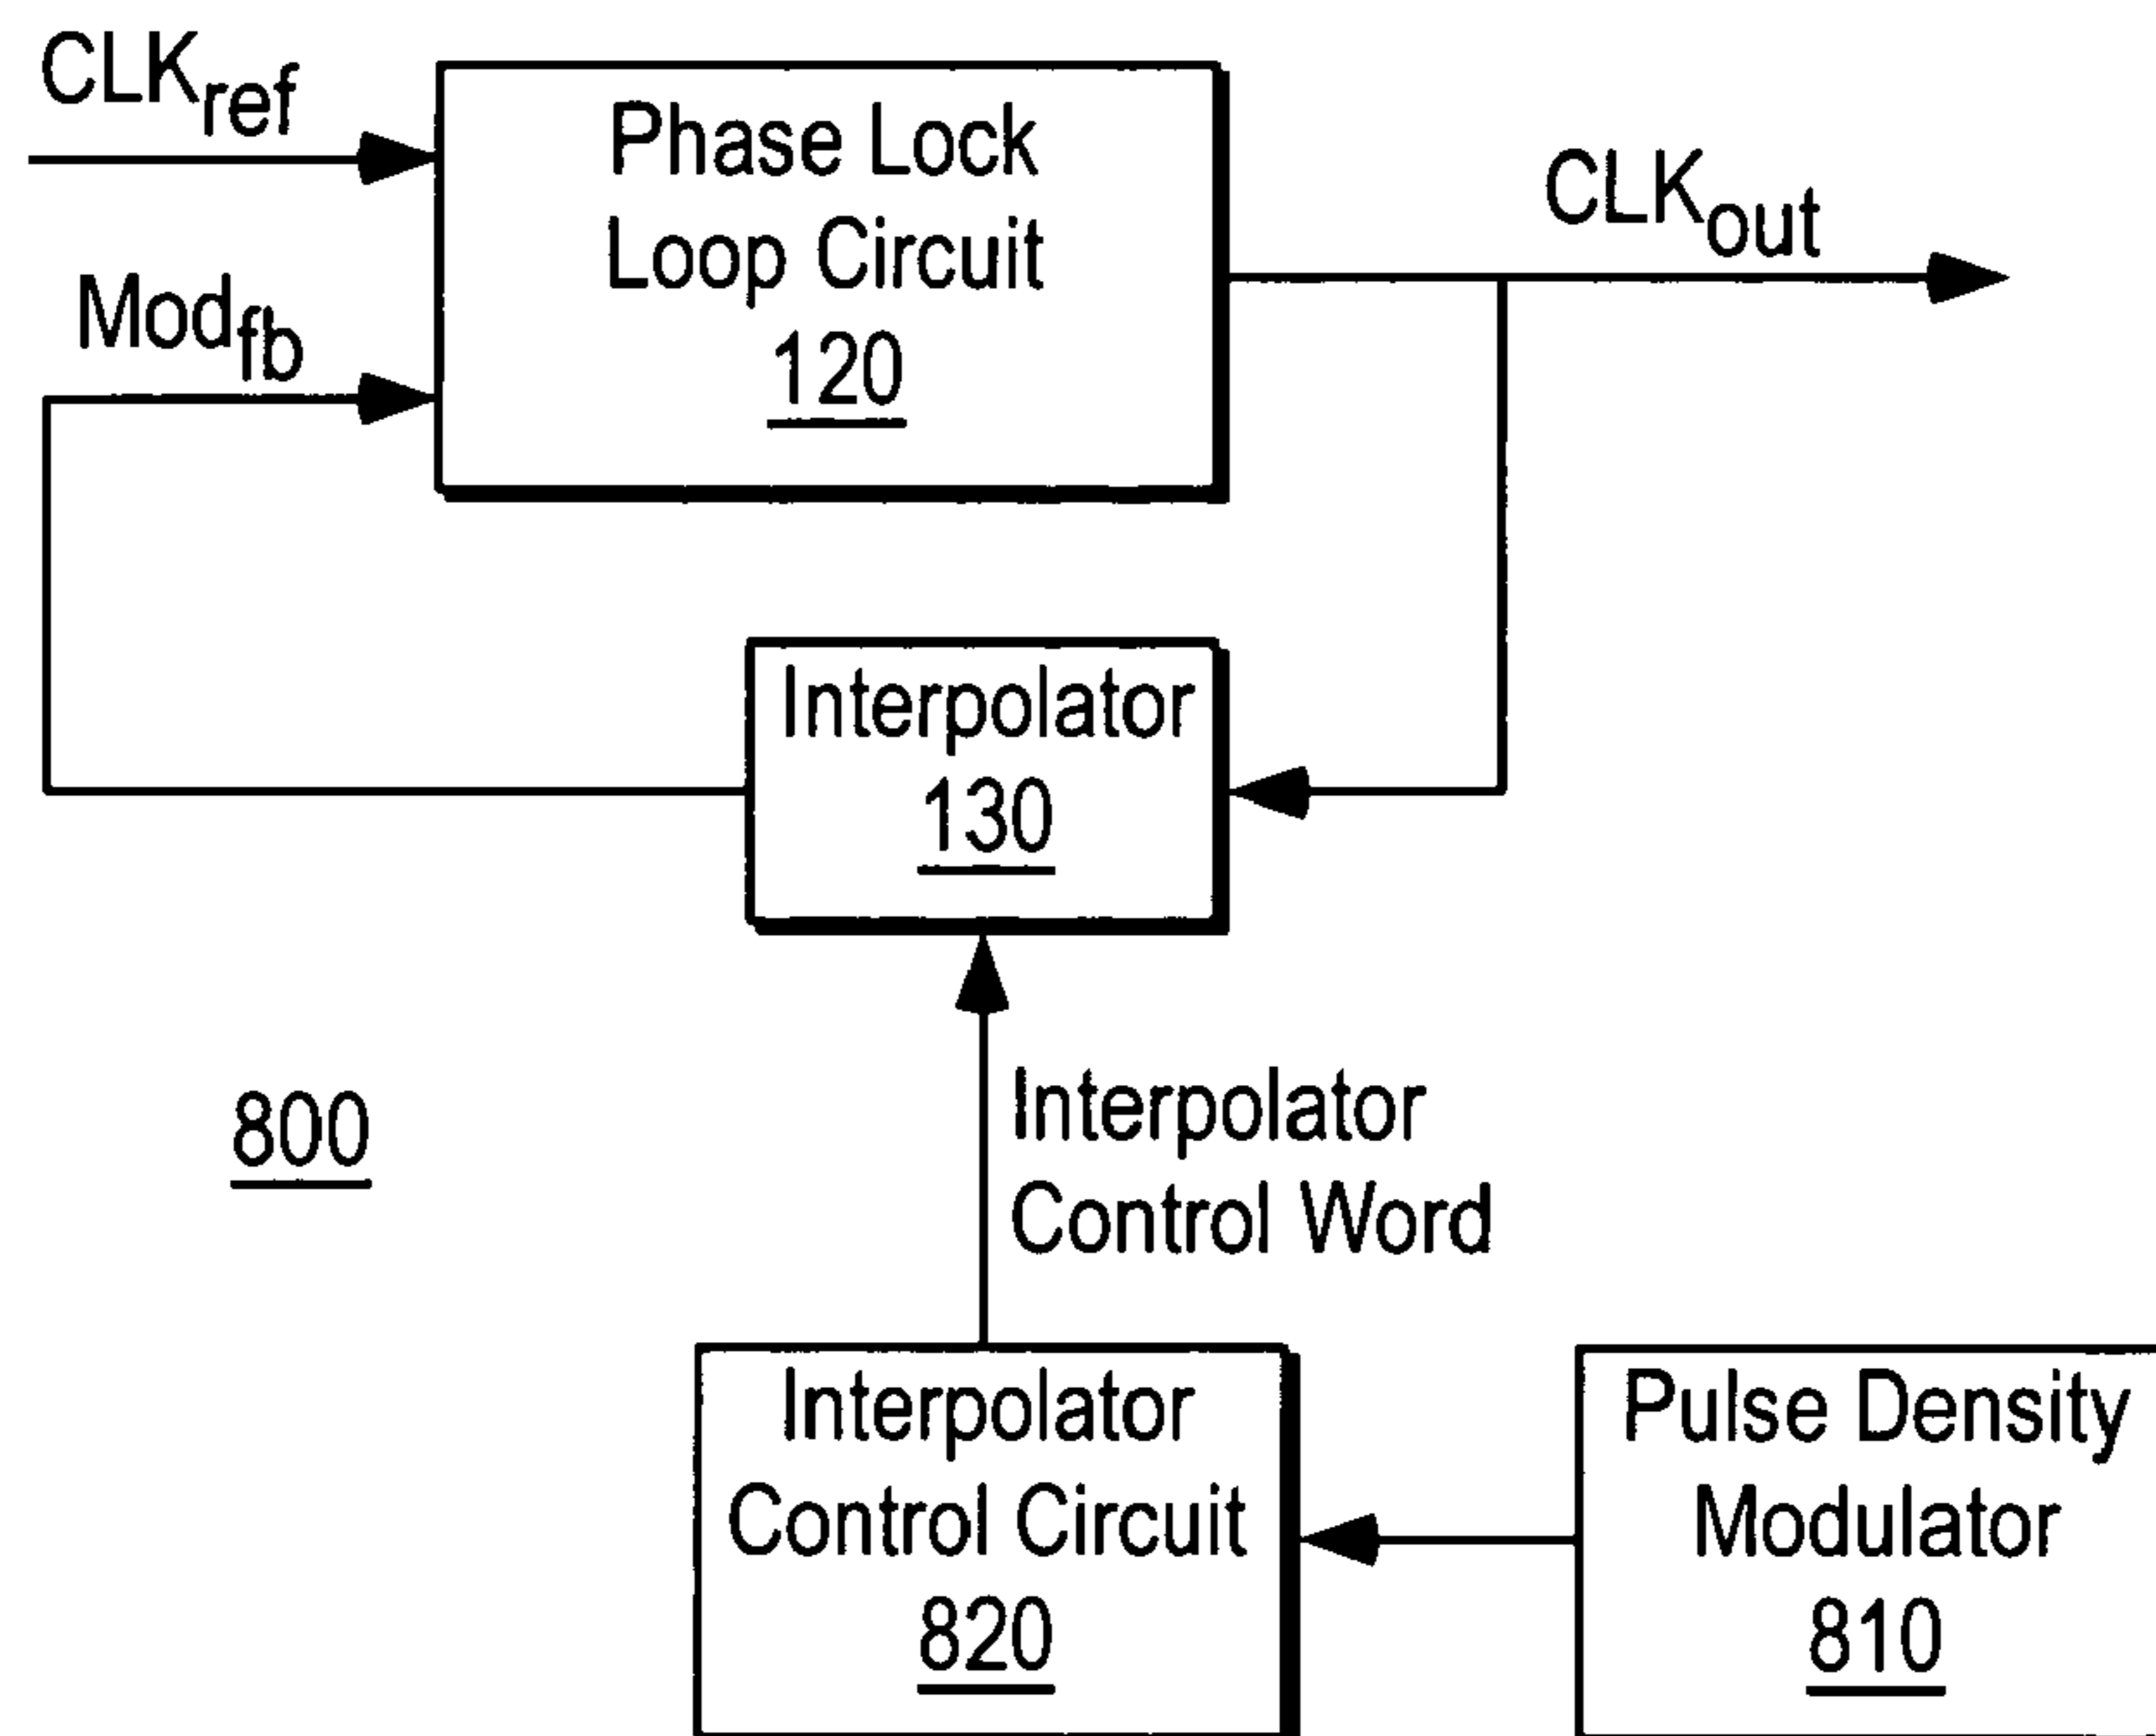 CLKref
Phase Lock
Loop Circuit
120
CLKout
Modfb
Interpolator
130
800
Interpolator
Control Word
Interpolator
Control Circuit
820
Pulse Density
Modulator
810